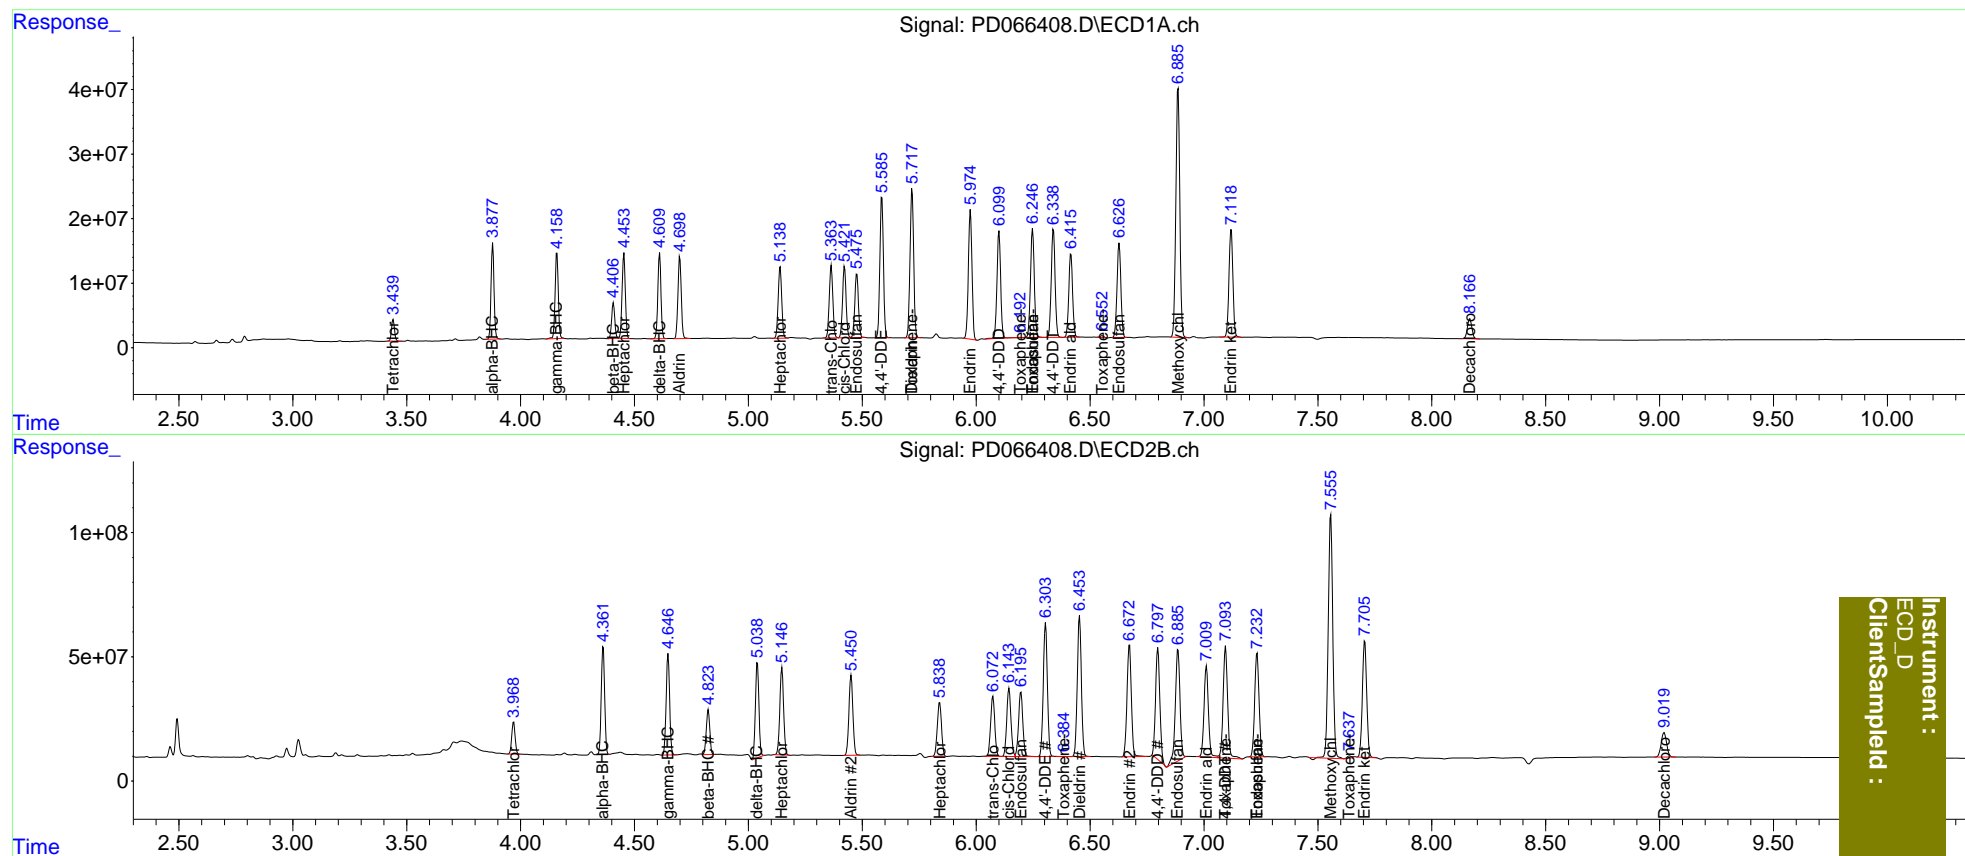 Response_
Signal: PD066408.D\ECD1A.ch
4e+07
3e+07
2e+07
1e+07
0
3.439
3.877
4.158
4.406
4.453
4.609
4.698
5.138
5.363
5.421
5.475
5.585
5.717
5.974
6.099
6.192
6.246
6.338
6.415
6.552
6.626
6.885
7.118
8.166
Tetrachlor
alpha-BHC
gamma-BHC
beta-BHC
Heptachlor
delta-BHC
Aldrin
Heptachlor
trans-Chlo
cis-Chlord
Endosulfan
4,4'-DDE
Endrin
4,4'-DDD
Toxaphene-
4,4'-DDT
Endrin ald
Toxaphene-
Endosulfan
Methoxychl
Endrin ket
Decachloro
Time
2.50 3.00 3.50 4.00 4.50 5.00 5.50 6.00 6.50 7.00 7.50 8.00 8.50 9.00 9.50 10.00
Response_
Signal: PD066408.D\ECD2B.ch
1e+08
5e+07
0
3.968
4.361
4.646
4.823
5.038
5.146
5.450
5.838
6.072
6.143
6.195
6.303
6.384
6.453
6.672
6.797
6.885
7.009
7.093
7.232
7.555
7.637
7.705
9.019
Tetrachlor
alpha-BHC
gamma-BHC
beta-BHC #
delta-BHC
Heptachlor
Aldrin #2
Heptachlor
trans-Chlo
cis-Chlord
Endosulfan
4,4'-DDE #
Toxaphene-
Dieldrin #
Endrin #2
4,4'-DDD #
Endosulfan
Endrin ald
Methoxychl
Toxaphene-
Endrin ket
Decachloro
Time
2.50 3.00 3.50 4.00 4.50 5.00 5.50 6.00 6.50 7.00 7.50 8.00 8.50 9.00 9.50
Instrument :
ECD_D
ClientSampleId :